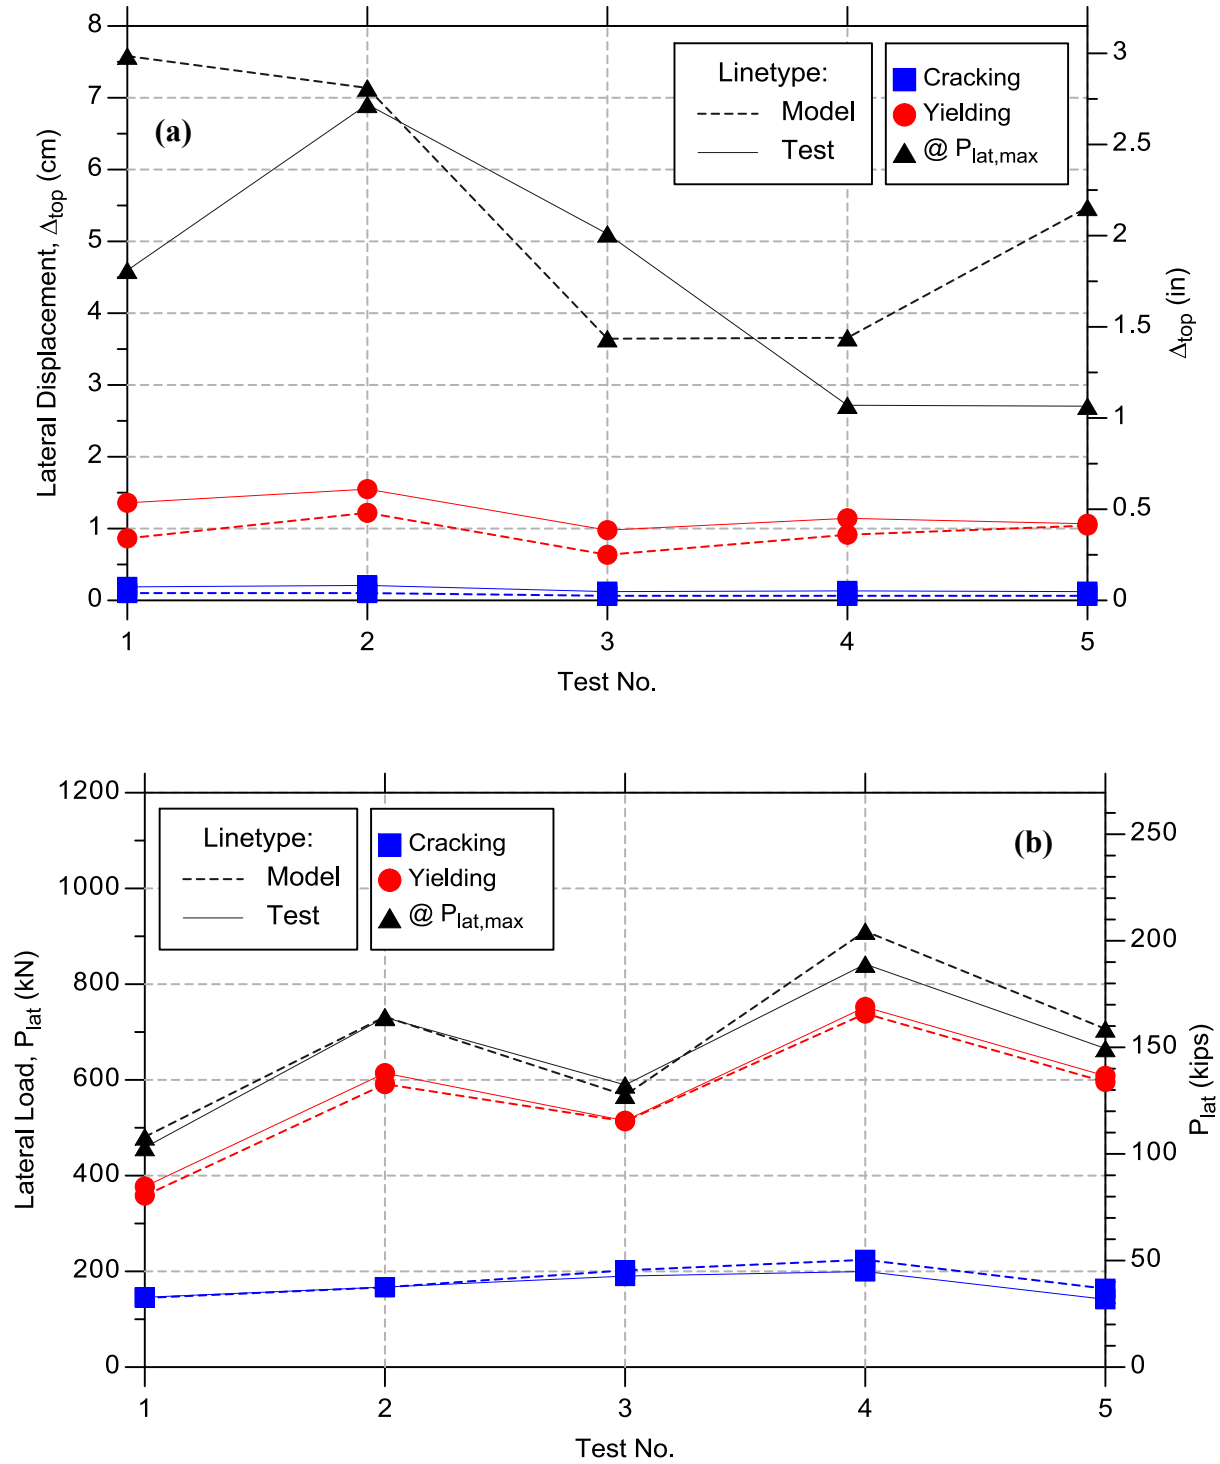 8
7
6
5
4
3
2
1
0
Lateral Displacement, Δtop (cm)
(a)
Linetype:
Model
Test
Cracking
Yielding
@ Plat,max
3
2.5
2
1.5
1
0.5
0
Δtop (in)
1 2 3 4 5
Test No.
1200
1000
800
600
400
200
0
Lateral Load, Plat (kN)
Linetype:
Model
Test
Cracking
Yielding
@ Plat,max
(b)
250
200
150
100
50
0
Plat (kips)
1 2 3 4 5
Test No.